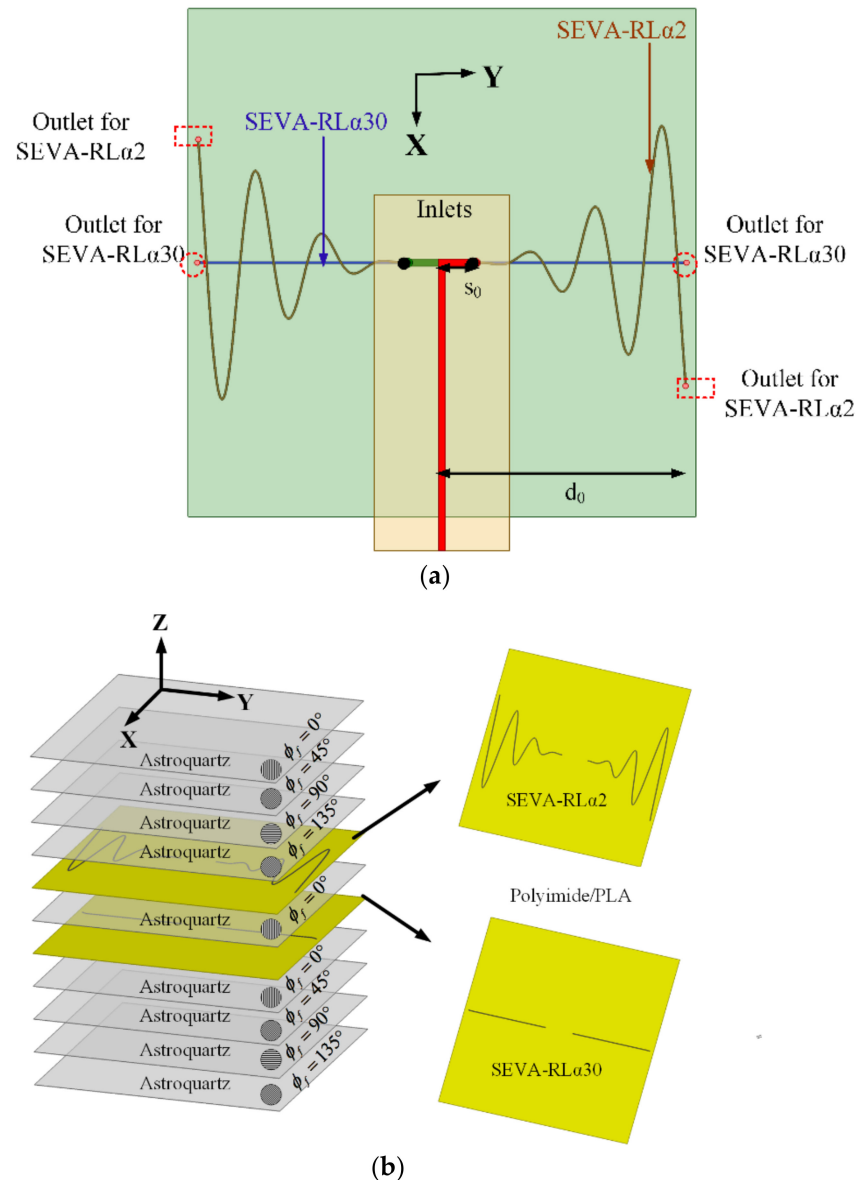 SEVA-RLα2
Y
X
SEVA-RLα30
Outlet for
SEVA-RLα2
Inlets
Outlet for
SEVA-RLα30
Outlet for
SEVA-RLα30
s₀
Outlet for
SEVA-RLα2
d₀
(a)
Z
Y
X
Astroquartz
ϕf = 0°
Astroquartz
ϕf = 45°
Astroquartz
ϕf = 90°
Astroquartz
ϕf = 135°
Astroquartz
ϕf = 0°
Astroquartz
ϕf = 0°
Astroquartz
ϕf = 45°
Astroquartz
ϕf = 90°
Astroquartz
ϕf = 135°
SEVA-RLα2
Polyimide/PLA
SEVA-RLα30
(b)